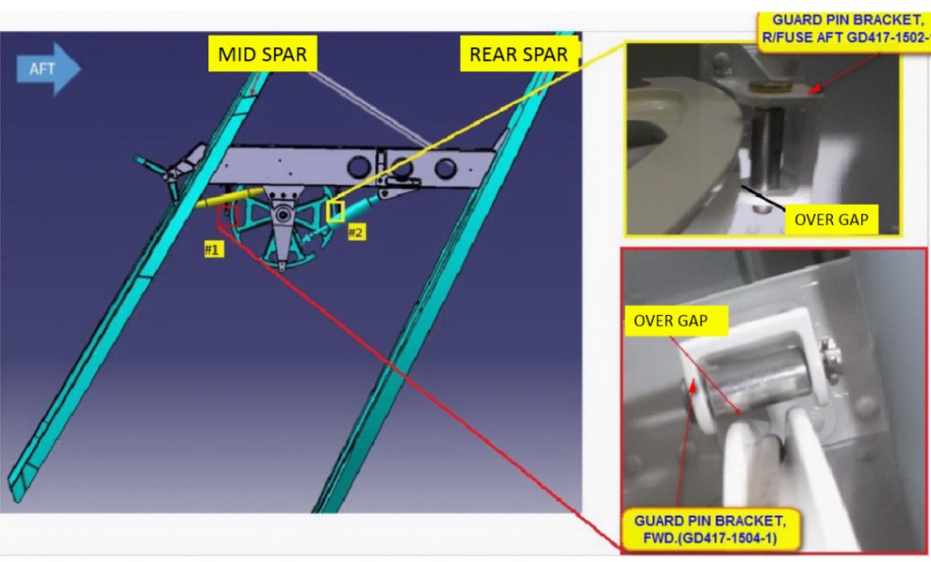 AFT
MID SPAR
REAR SPAR
#1
#2
GUARD PIN BRACKET,
R/FUSE AFT GD417-1502-
OVER GAP
OVER GAP
GUARD PIN BRACKET,
FWD.(GD417-1504-1)